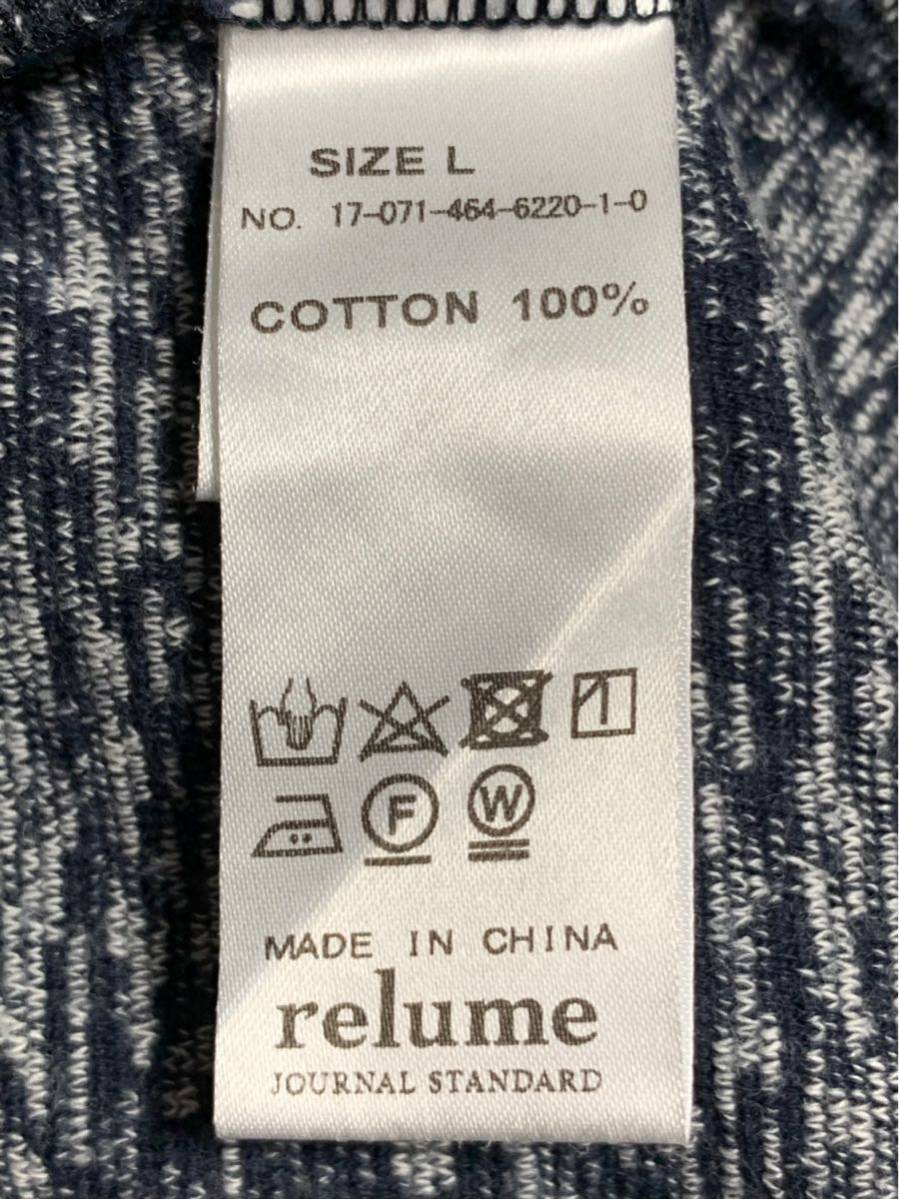 SIZE L
NO. 17-071-464-6220-1-0
COTTON 100%
F W
MADE IN CHINA
relume
JOURNAL STANDARD